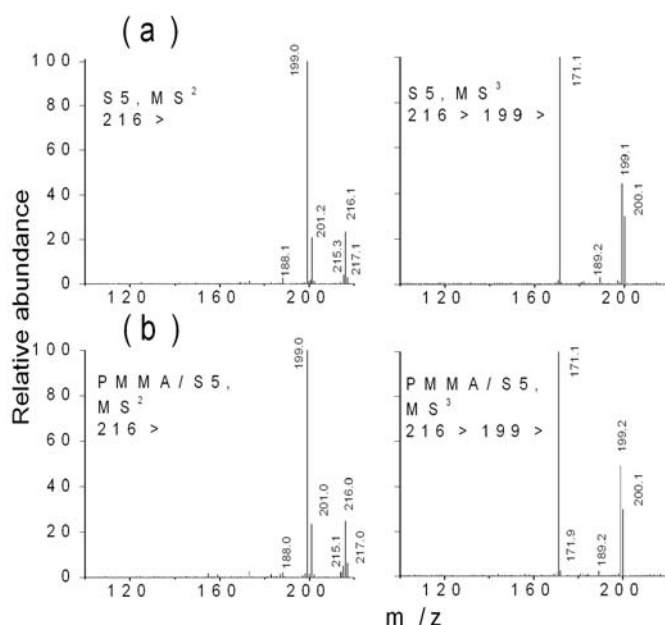 (a)
S5, MS²
216 >
100
80
60
40
20
0
199.0
201.2
188.1
215.3
216.1
217.1
120 160 200
S5, MS³
216 > 199 >
171.1
189.2
199.1
200.1
120 160 200
Relative abundance
(b)
PMMA/S5,
MS²
216 >
100
80
60
40
20
0
199.0
201.0
188.0
215.1
216.0
217.0
120 160 200
PMMA/S5,
MS³
216 > 199 >
171.1
171.9
189.2
199.2
200.1
120 160 200
m/z